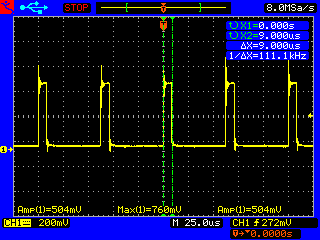 STOP 8.0MSa/s
X1=0.000s
X2=9.000us
ΔX=9.000us
1/ΔX=111.1kHz
1
Amp(1)=504mV Max(1)=760mV Amp(1)=504mV
CH1 200mV M 25.0us CH1 272mV
0.0000s